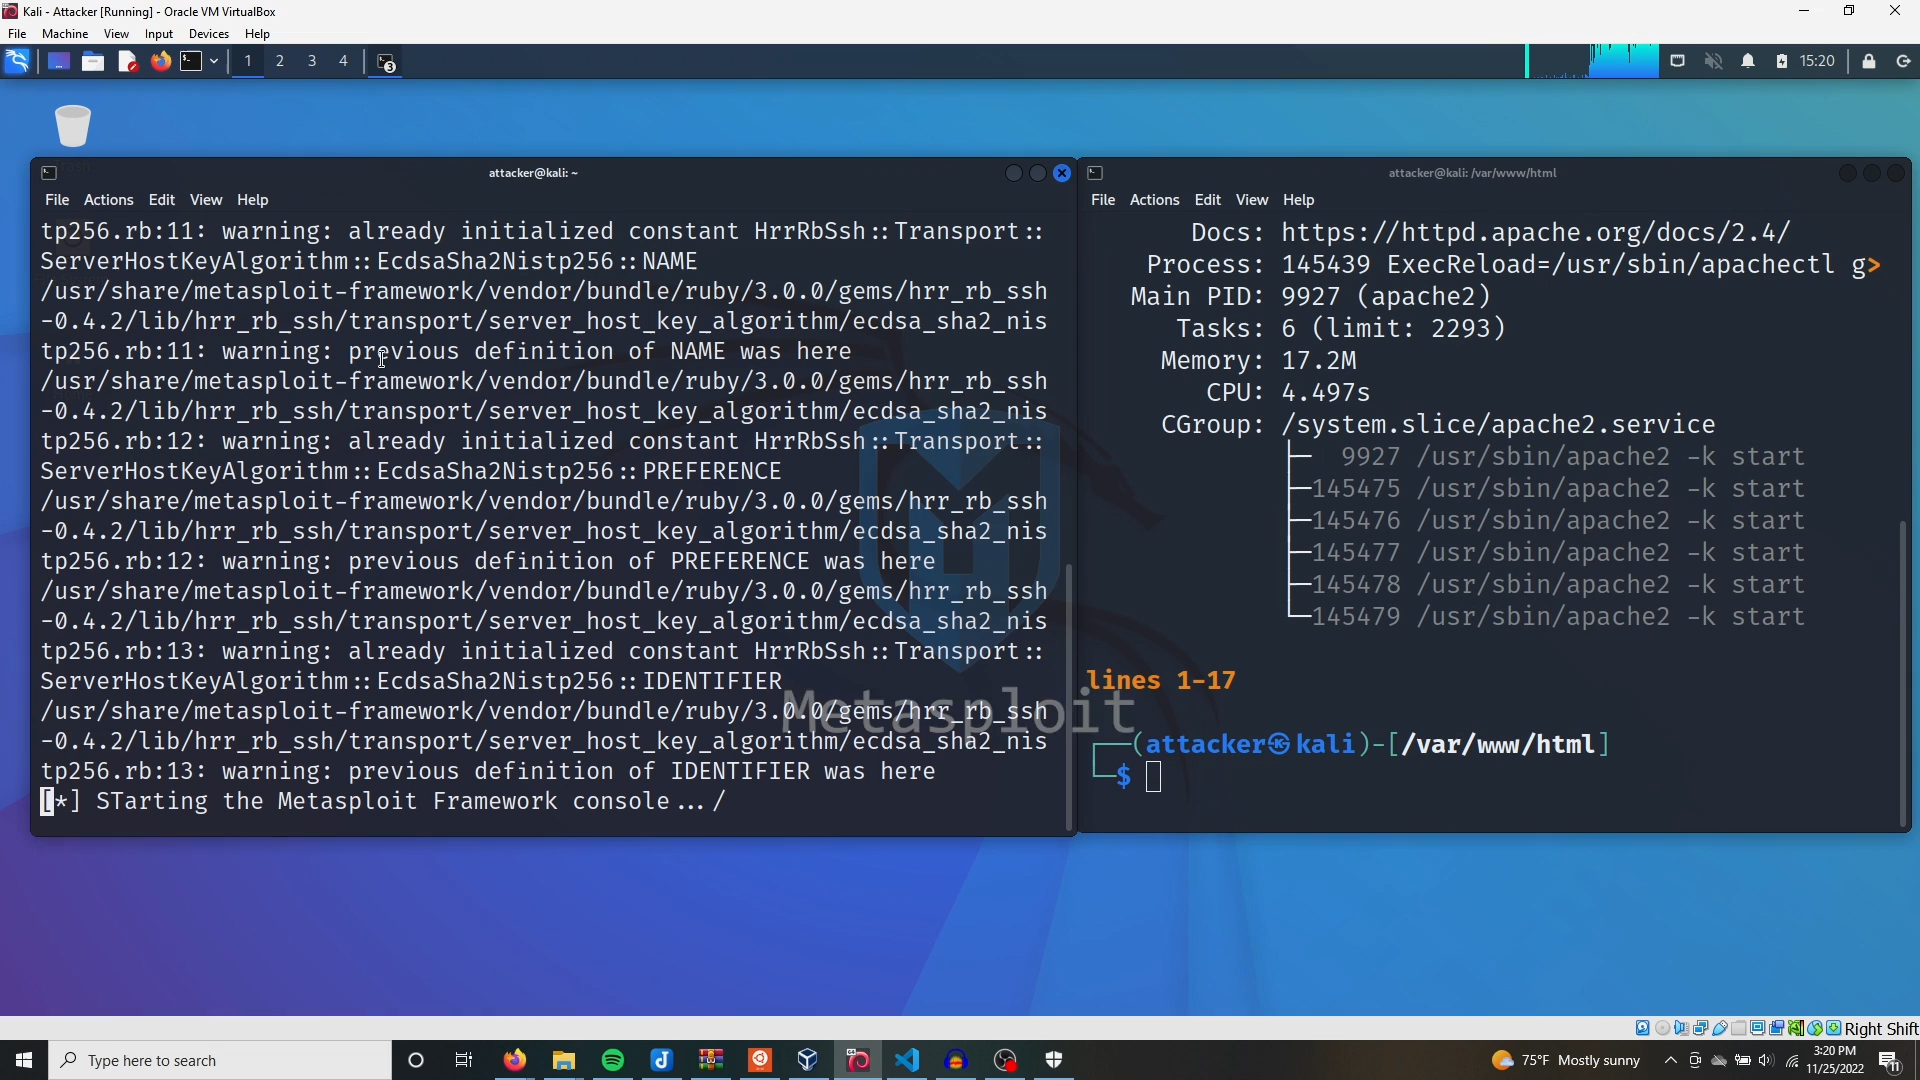 Kali - Attacker [Running] - Oracle VM VirtualBox
File Machine View Input Devices Help
1 2 3 4
3
15:20
attacker@kali: ~
File Actions Edit View Help
tp256.rb:11: warning: already initialized constant HrrRbSsh::Transport::
ServerHostKeyAlgorithm::EcdsaSha2Nistp256::NAME
/usr/share/metasploit-framework/vendor/bundle/ruby/3.0.0/gems/hrr_rb_ssh
-0.4.2/lib/hrr_rb_ssh/transport/server_host_key_algorithm/ecdsa_sha2_nis
tp256.rb:11: warning: previous definition of NAME was here
/usr/share/metasploit-framework/vendor/bundle/ruby/3.0.0/gems/hrr_rb_ssh
-0.4.2/lib/hrr_rb_ssh/transport/server_host_key_algorithm/ecdsa_sha2_nis
tp256.rb:12: warning: already initialized constant HrrRbSsh::Transport::
ServerHostKeyAlgorithm::EcdsaSha2Nistp256::PREFERENCE
/usr/share/metasploit-framework/vendor/bundle/ruby/3.0.0/gems/hrr_rb_ssh
-0.4.2/lib/hrr_rb_ssh/transport/server_host_key_algorithm/ecdsa_sha2_nis
tp256.rb:12: warning: previous definition of PREFERENCE was here
/usr/share/metasploit-framework/vendor/bundle/ruby/3.0.0/gems/hrr_rb_ssh
-0.4.2/lib/hrr_rb_ssh/transport/server_host_key_algorithm/ecdsa_sha2_nis
tp256.rb:13: warning: already initialized constant HrrRbSsh::Transport::
ServerHostKeyAlgorithm::EcdsaSha2Nistp256::IDENTIFIER
/usr/share/metasploit-framework/vendor/bundle/ruby/3.0.0/gems/hrr_rb_ssh
-0.4.2/lib/hrr_rb_ssh/transport/server_host_key_algorithm/ecdsa_sha2_nis
tp256.rb:13: warning: previous definition of IDENTIFIER was here
[*] STarting the Metasploit Framework console.../
Metasploit
attacker@kali: /var/www/html
File Actions Edit View Help
Docs: https://httpd.apache.org/docs/2.4/
Process: 145439 ExecReload=/usr/sbin/apachectl g>
Main PID: 9927 (apache2)
Tasks: 6 (limit: 2293)
Memory: 17.2M
CPU: 4.497s
CGroup: /system.slice/apache2.service
├─  9927 /usr/sbin/apache2 -k start
├─145475 /usr/sbin/apache2 -k start
├─145476 /usr/sbin/apache2 -k start
├─145477 /usr/sbin/apache2 -k start
├─145478 /usr/sbin/apache2 -k start
└─145479 /usr/sbin/apache2 -k start
lines 1-17
┌──(attacker㉿kali)-[/var/www/html]
└─$
Right Shift
Type here to search
75°F Mostly sunny
3:20 PM
11/25/2022
11